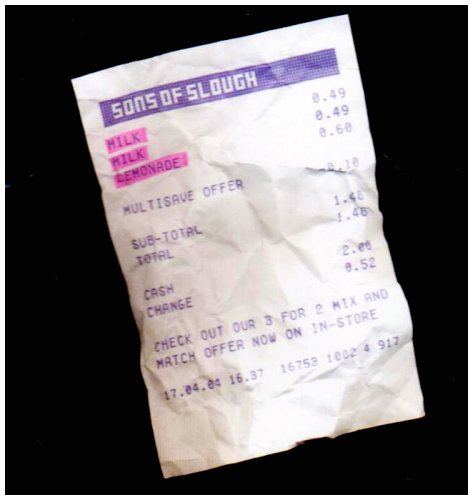 SONS OF SLOUGH
MILK 0.49
MILK 0.49
LEMONADE 0.60
MULTISAVE OFFER 0.10
SUB-TOTAL 1.48
TOTAL 1.48
CASH 2.00
CHANGE 0.52
CHECK OUT OUR 3 FOR 2 MIX AND
MATCH OFFER NOW ON IN-STORE
17.04.04 16.37 16753 1002 4 917